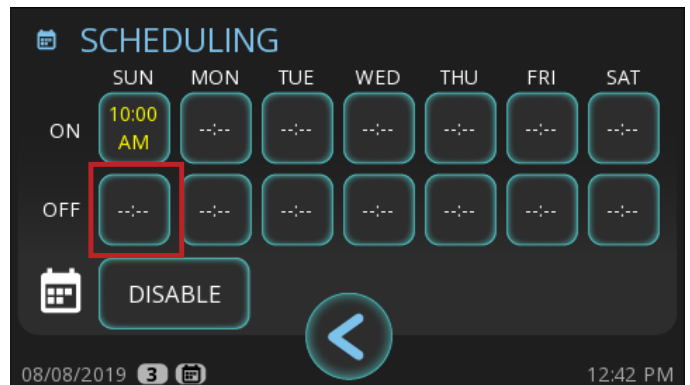 SCHEDULING
SUN MON TUE WED THU FRI SAT
ON 10:00 AM --:-- --:-- --:-- --:-- --:-- --:--
OFF --:-- --:-- --:-- --:-- --:-- --:-- --:--
DISABLE
08/08/2019 3 12:42 PM